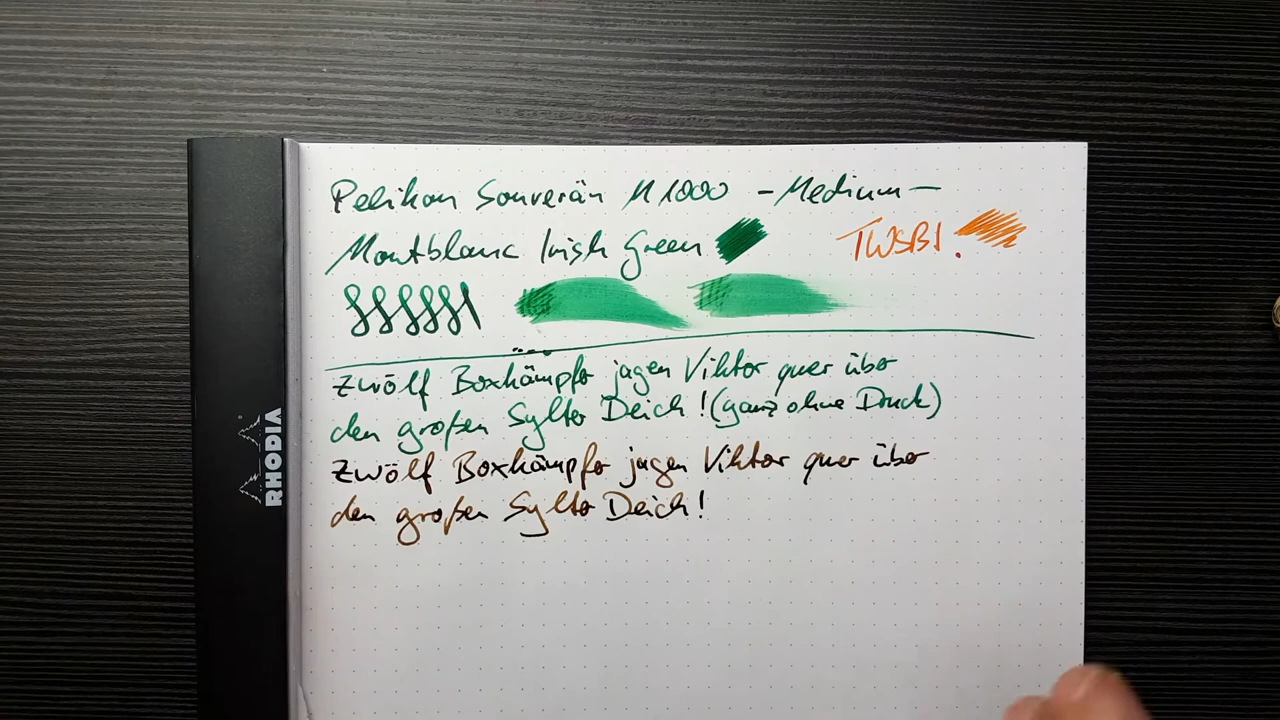 Pelikan Souverän M1000 – Medium –
Montblanc Irish Green
TWSBI.
Zwölf Boxkämpfer jagen Viktor quer über
den großen Sylter Deich! (ganz ohne Druck)
Zwölf Boxkämpfer jagen Viktor quer über
den großen Sylter Deich!
RHODIA